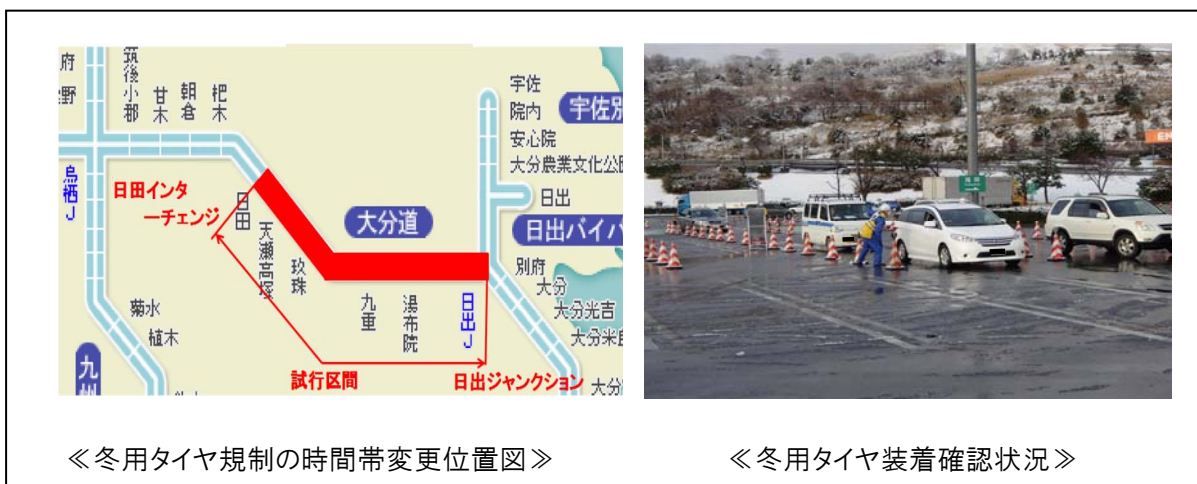 筑後小郡
甘木
朝倉
杷木
鳥栖J
日田インタ
ーチェンジ
日田
天瀬高塚
玖珠
大分道
九重
湯布院
日出J
試行区間
日出ジャンクション
宇佐
院内
安心院
大分農業文化公
日出
日出バイパ
宇佐別
別府
大分
大分光吉
大分米良
菊水
植木
九州
大分
≪冬用タイヤ規制の時間帯変更位置図≫
≪冬用タイヤ装着確認状況≫